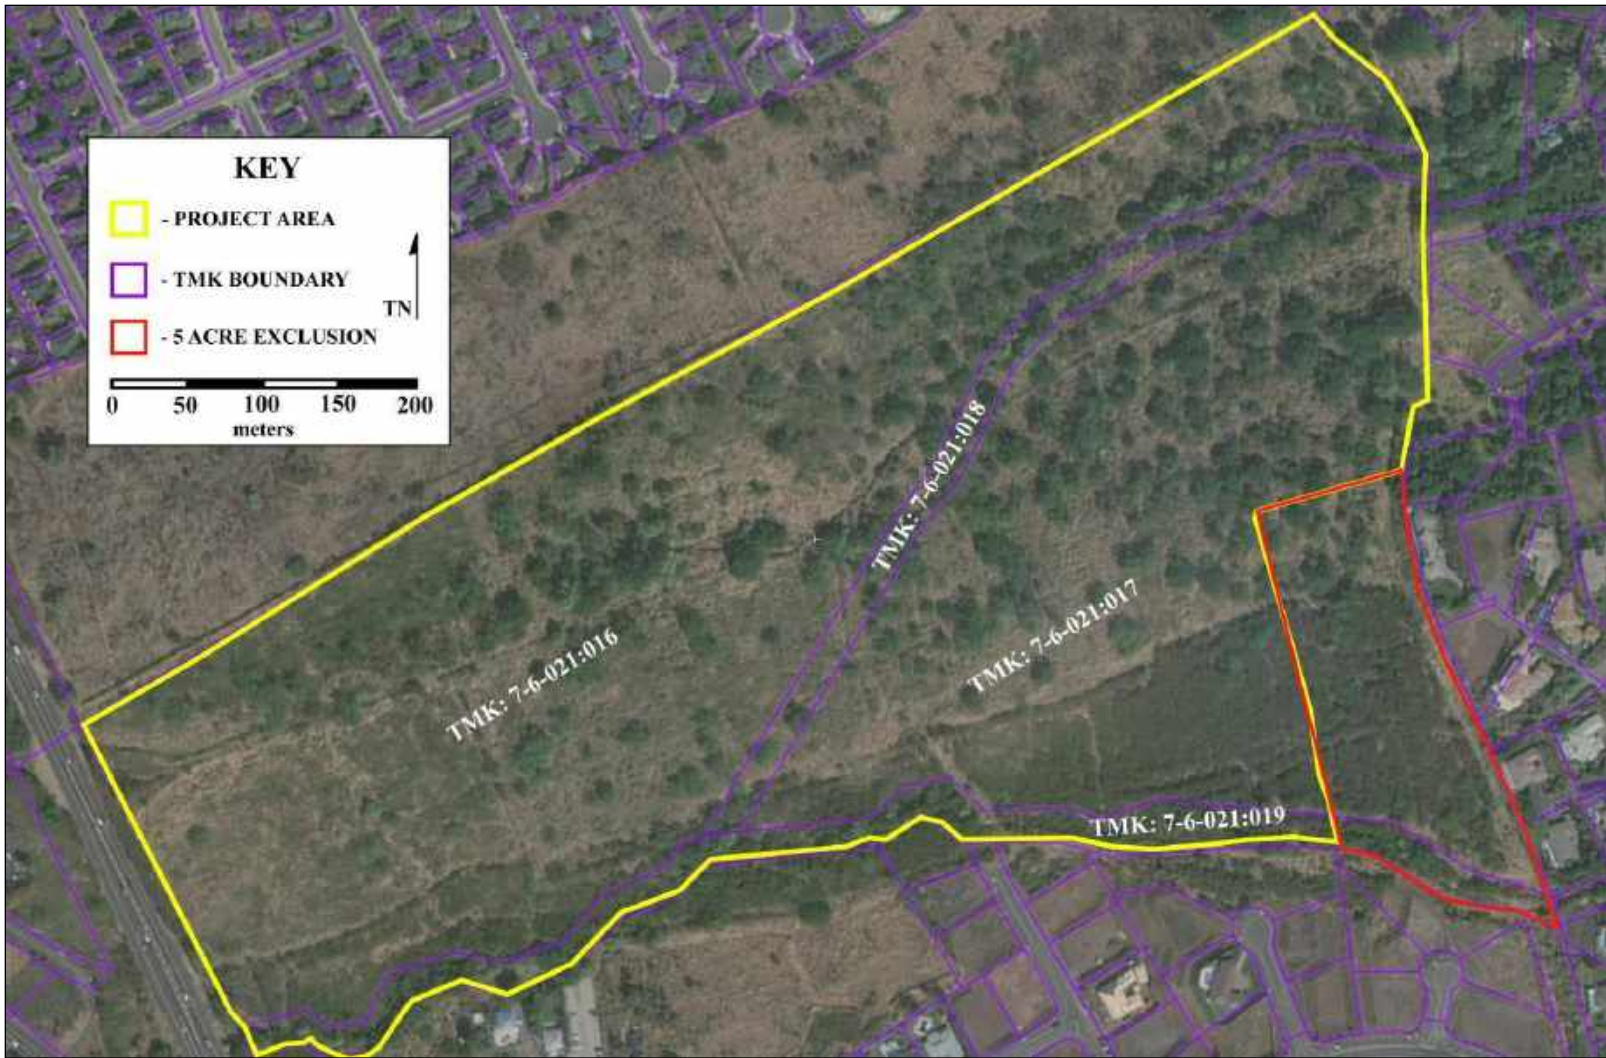 KEY
- PROJECT AREA
- TMK BOUNDARY
TN
- 5 ACRE EXCLUSION
0 50 100 150 200
meters
TMK: 7-6-021:018
TMK: 7-6-021:016
TMK: 7-6-021:017
TMK: 7-6-021:019